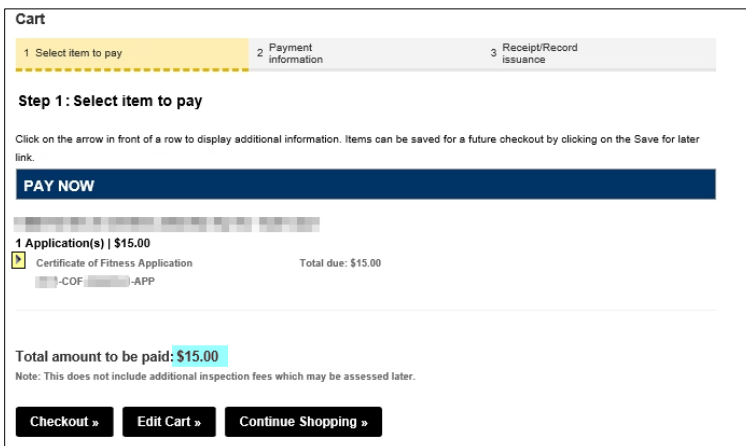 Cart
1 Select item to pay
2 Payment information
3 Receipt/Record issuance
Step 1: Select item to pay
Click on the arrow in front of a row to display additional information. Items can be saved for a future checkout by clicking on the Save for later
link.
PAY NOW
1 Application(s) | $15.00
Certificate of Fitness Application Total due: $15.00
-COF -APP
Total amount to be paid: $15.00
Note: This does not include additional inspection fees which may be assessed later.
Checkout » Edit Cart » Continue Shopping »